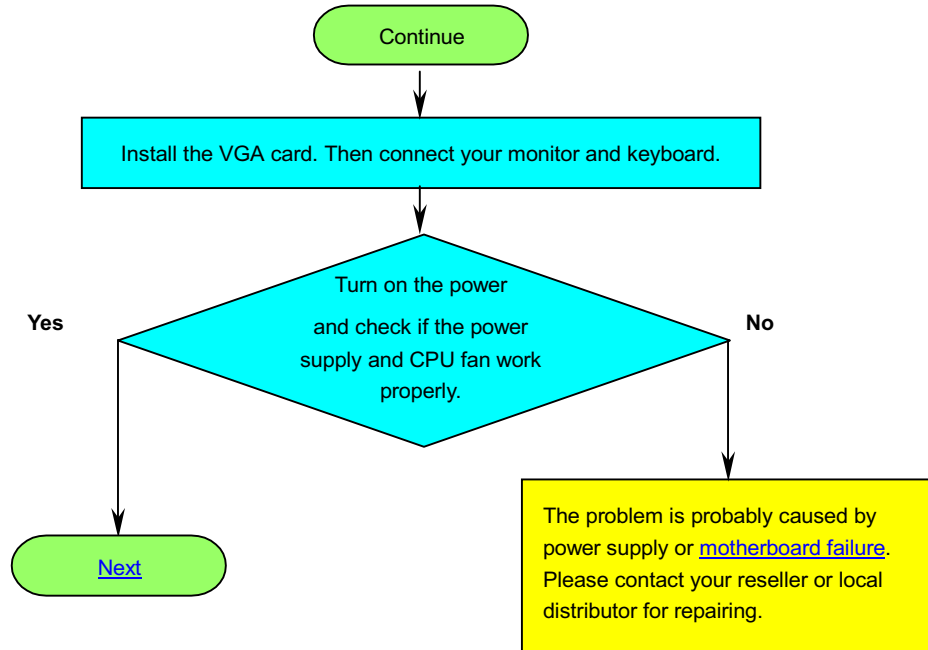 Continue
Install the VGA card. Then connect your monitor and keyboard.
Turn on the power
and check if the power
supply and CPU fan work
properly.
Yes
No
Next
The problem is probably caused by
power supply or motherboard failure.
Please contact your reseller or local
distributor for repairing.